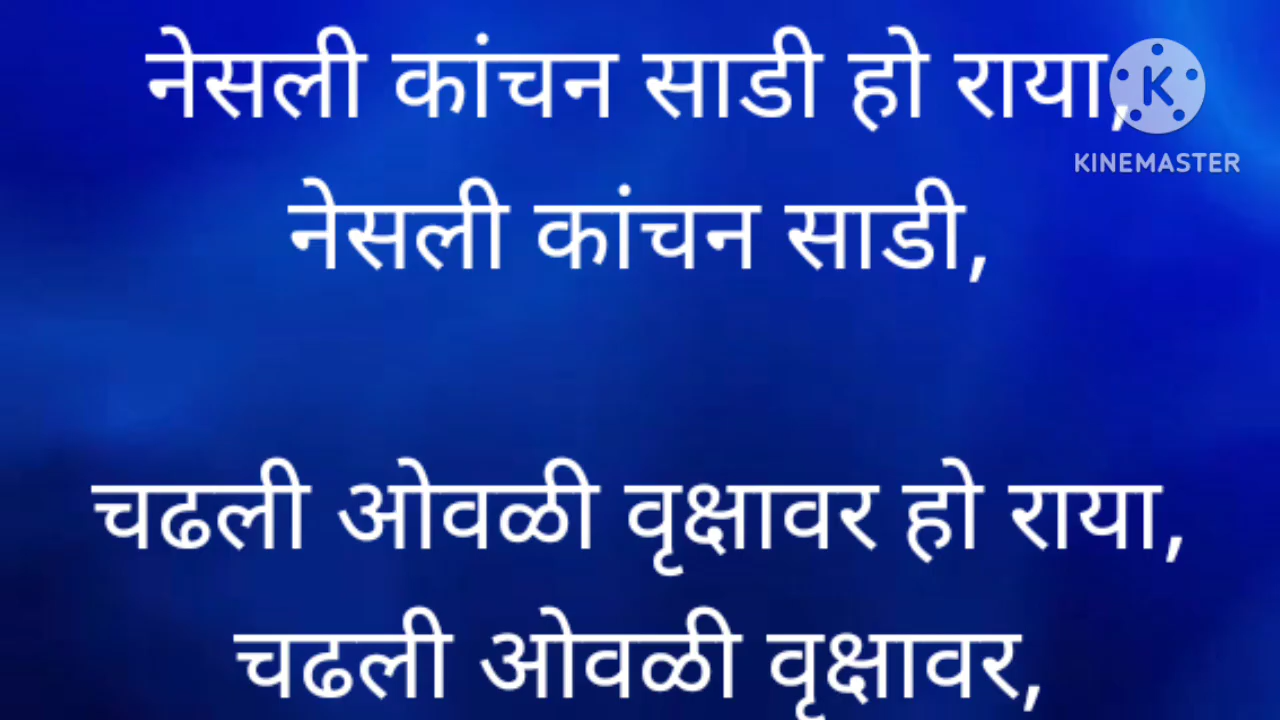 नेसली कांचन साडी हो राया,
KINEMASTER
नेसली कांचन साडी,
चढली ओवळी वृक्षावर हो राया,
चढली ओवळी वृक्षावर,